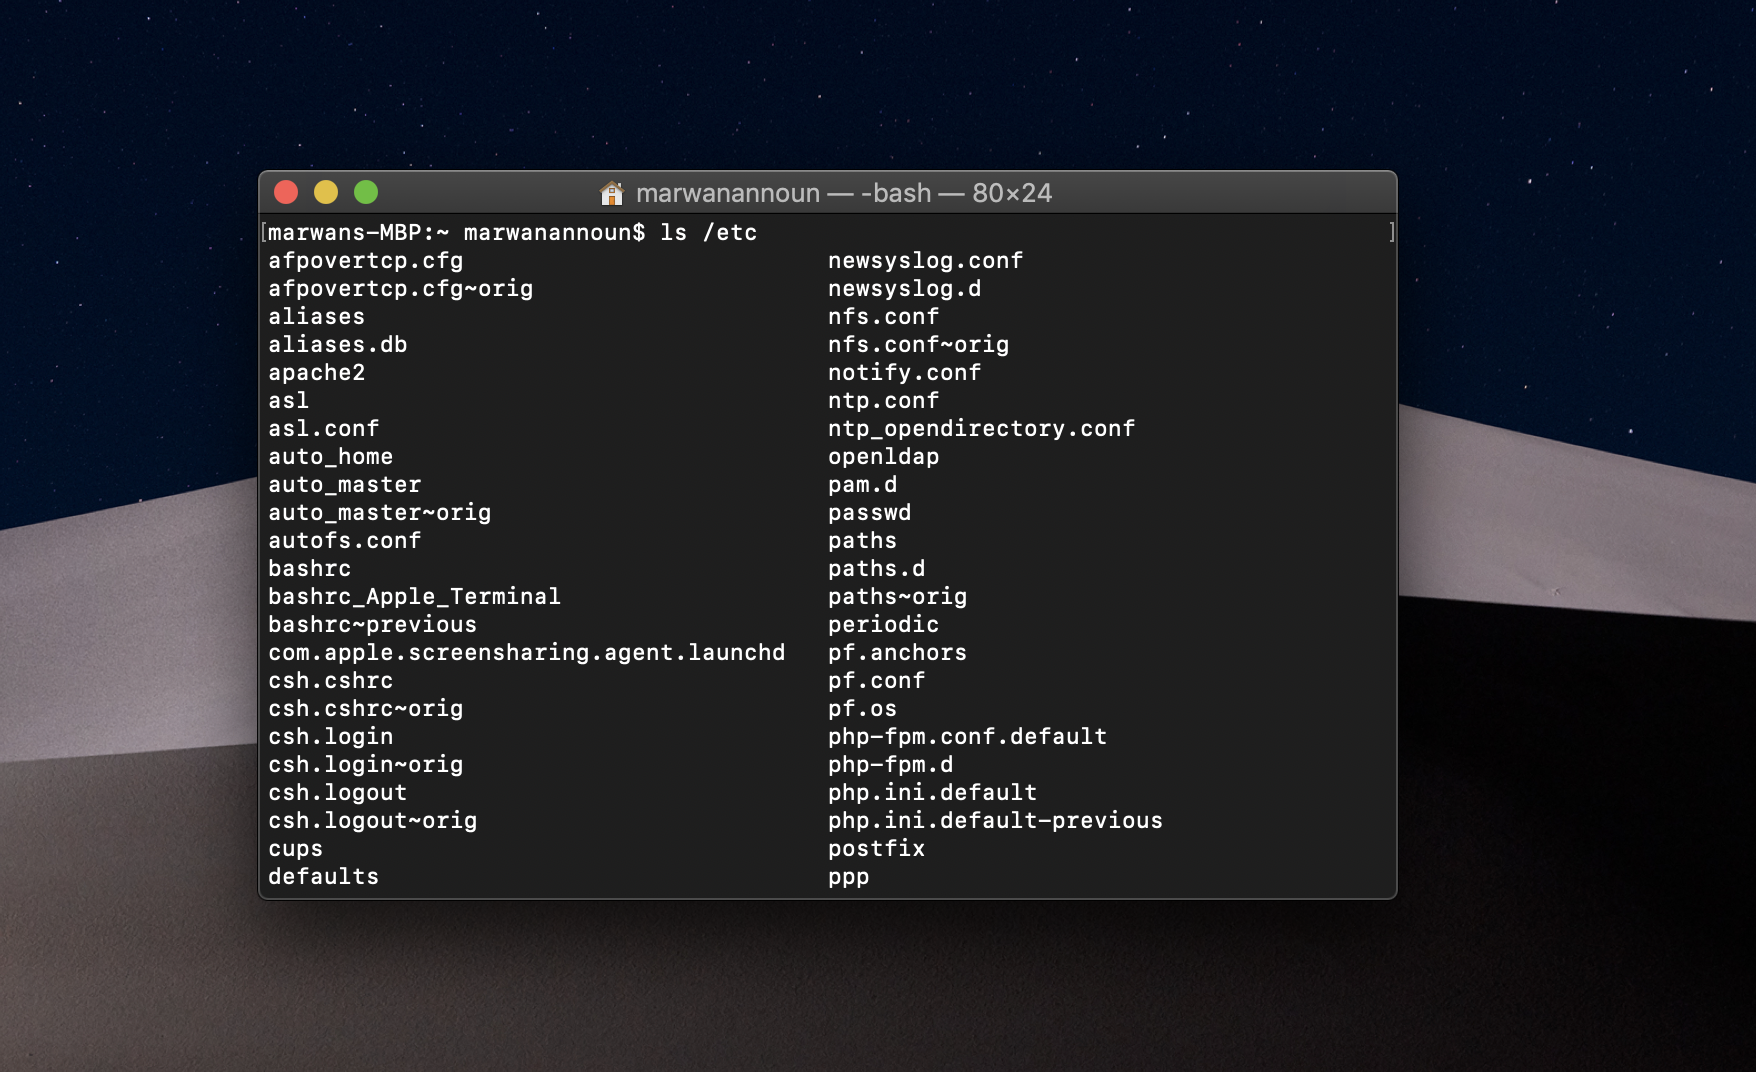 marwanannoun — -bash — 80×24
[marwans-MBP:~ marwanannoun$ ls /etc ]
afpovertcp.cfg newsyslog.conf
afpovertcp.cfg~orig newsyslog.d
aliases nfs.conf
aliases.db nfs.conf~orig
apache2 notify.conf
asl ntp.conf
asl.conf ntp_opendirectory.conf
auto_home openldap
auto_master pam.d
auto_master~orig passwd
autofs.conf paths
bashrc paths.d
bashrc_Apple_Terminal paths~orig
bashrc~previous periodic
com.apple.screensharing.agent.launchd pf.anchors
csh.cshrc pf.conf
csh.cshrc~orig pf.os
csh.login php-fpm.conf.default
csh.login~orig php-fpm.d
csh.logout php.ini.default
csh.logout~orig php.ini.default-previous
cups postfix
defaults ppp